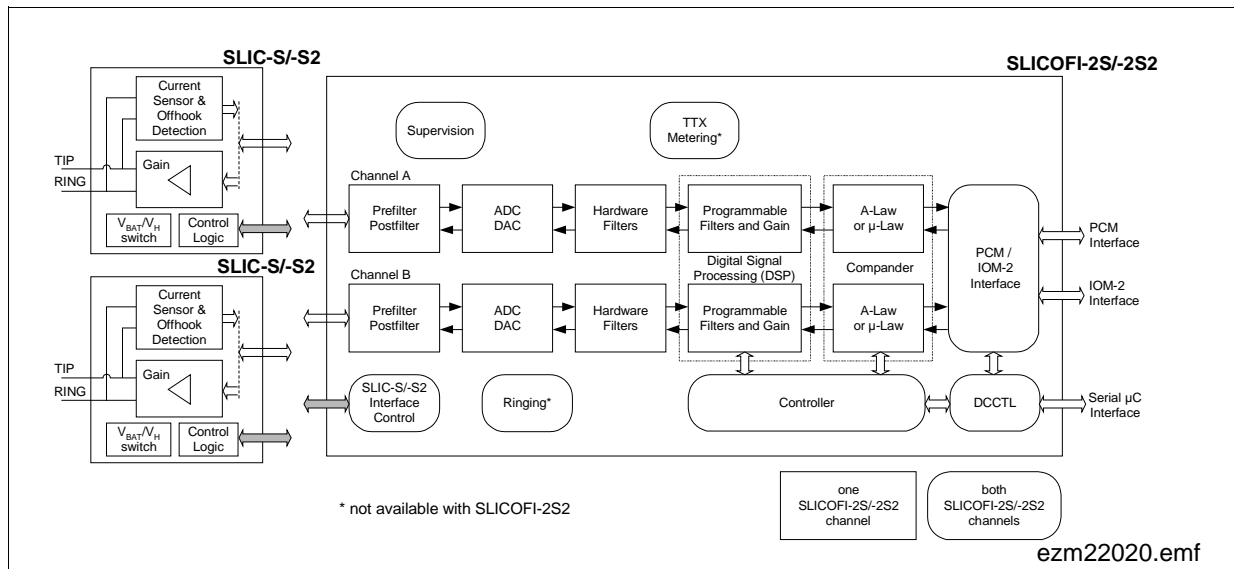 SLIC-S/-S2
Current
Sensor &
Offhook
Detection
TIP
RING
Gain
VBAT/VH
switch
Control
Logic
SLIC-S/-S2
Current
Sensor &
Offhook
Detection
TIP
RING
Gain
VBAT/VH
switch
Control
Logic
SLICOFI-2S/-2S2
Supervision
TTX
Metering*
Channel A
Prefilter
Postfilter
ADC
DAC
Hardware
Filters
Programmable
Filters and Gain
A-Law
or µ-Law
PCM /
IOM-2
Interface
PCM
Interface
IOM-2
Interface
Digital Signal
Processing (DSP)
Compander
Channel B
Prefilter
Postfilter
ADC
DAC
Hardware
Filters
Programmable
Filters and Gain
A-Law
or µ-Law
SLIC-S/-S2
Interface
Control
Ringing*
Controller
DCCTL
Serial µC
Interface
* not available with SLICOFI-2S2
one
SLICOFI-2S/-2S2
channel
both
SLICOFI-2S/-2S2
channels
ezm22020.emf